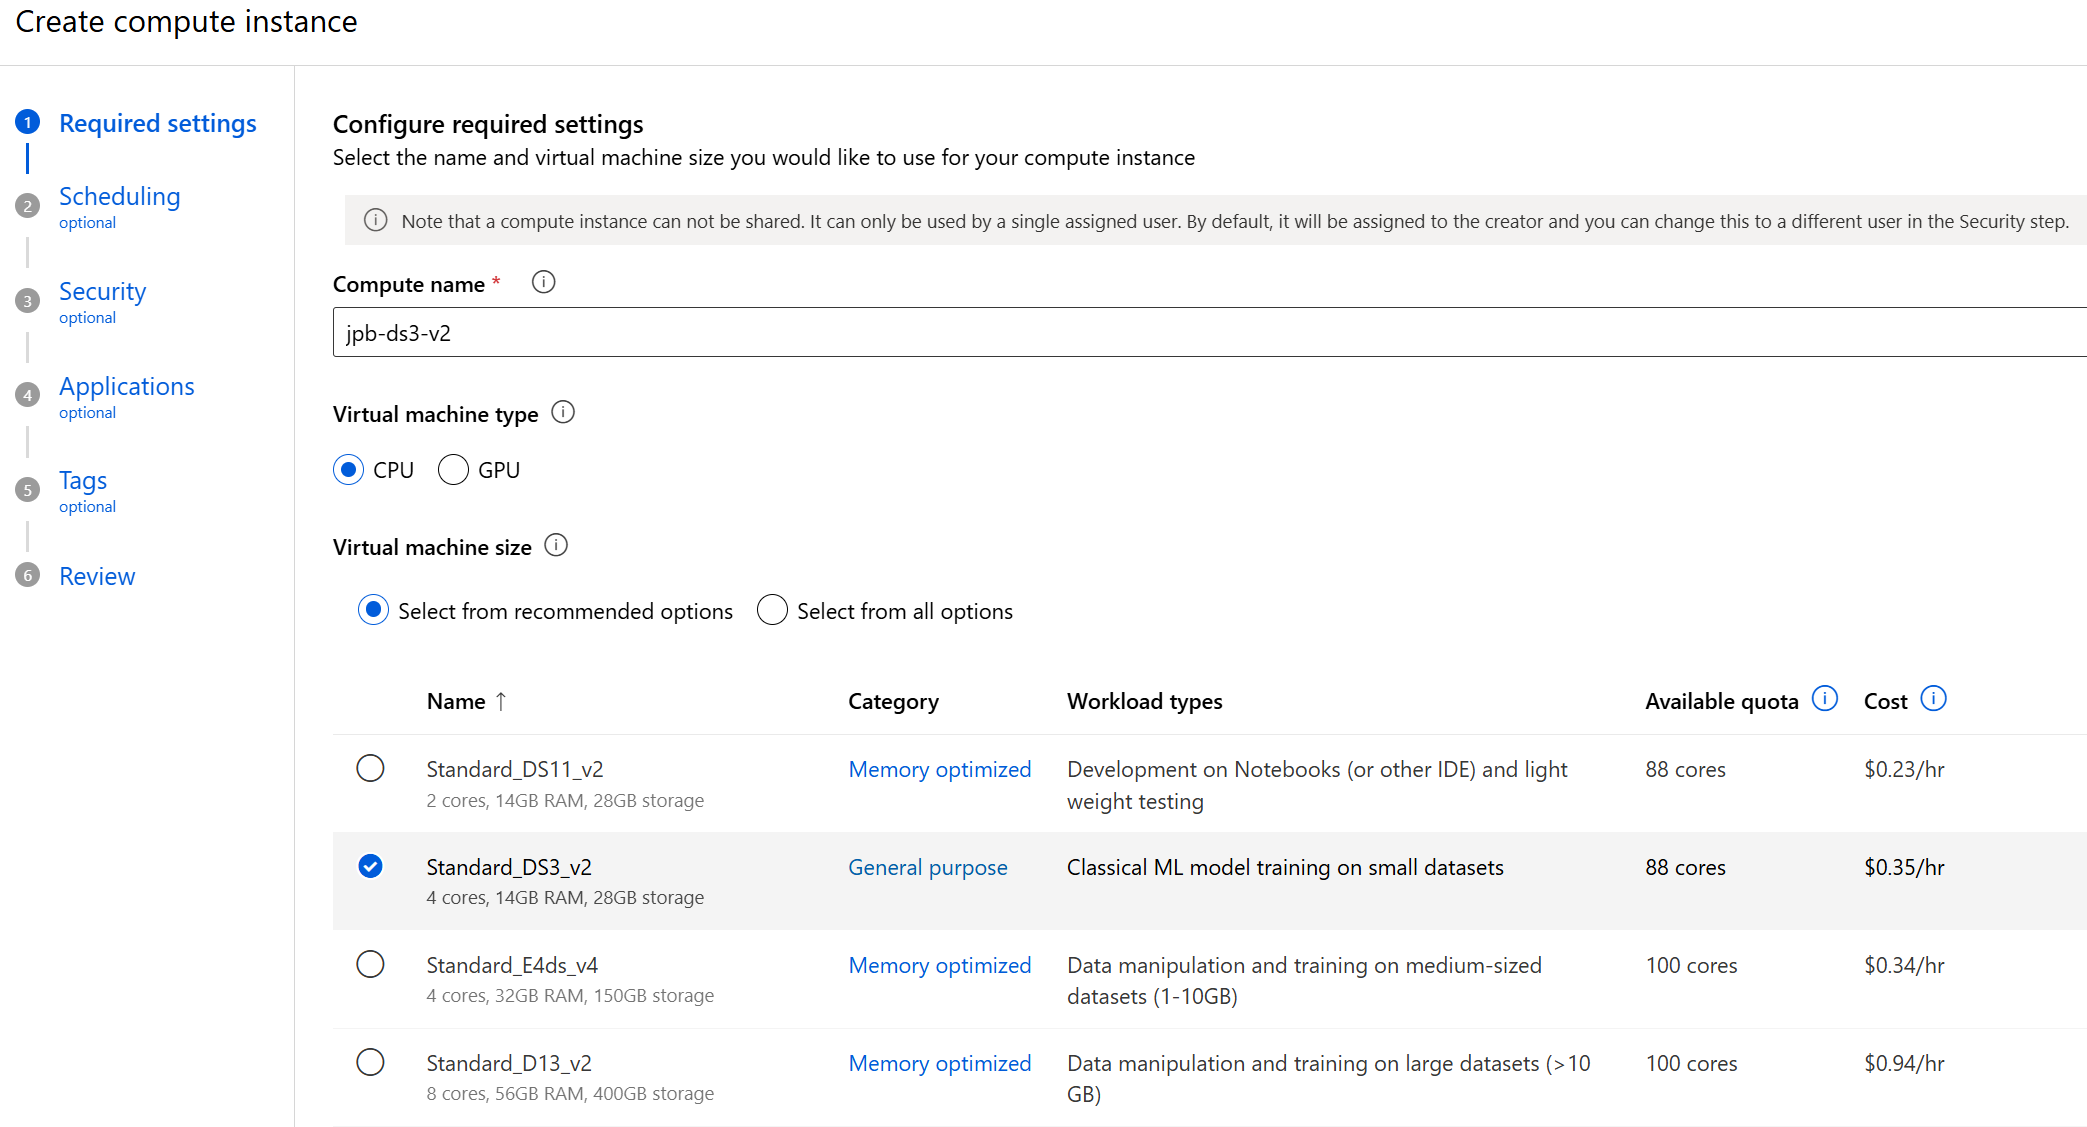 Create compute instance
1 Required settings
2 Scheduling
optional
3 Security
optional
4 Applications
optional
5 Tags
optional
6 Review
Configure required settings
Select the name and virtual machine size you would like to use for your compute instance
Note that a compute instance can not be shared. It can only be used by a single assigned user. By default, it will be assigned to the creator and you can change this to a different user in the Security step.
Compute name *
jpb-ds3-v2
Virtual machine type
CPU GPU
Virtual machine size
Select from recommended options Select from all options
Name ↑ Category Workload types Available quota Cost
Standard_DS11_v2 Memory optimized Development on Notebooks (or other IDE) and light 88 cores $0.23/hr
2 cores, 14GB RAM, 28GB storage weight testing
Standard_DS3_v2 General purpose Classical ML model training on small datasets 88 cores $0.35/hr
4 cores, 14GB RAM, 28GB storage
Standard_E4ds_v4 Memory optimized Data manipulation and training on medium-sized 100 cores $0.34/hr
4 cores, 32GB RAM, 150GB storage datasets (1-10GB)
Standard_D13_v2 Memory optimized Data manipulation and training on large datasets (>10 100 cores $0.94/hr
8 cores, 56GB RAM, 400GB storage GB)